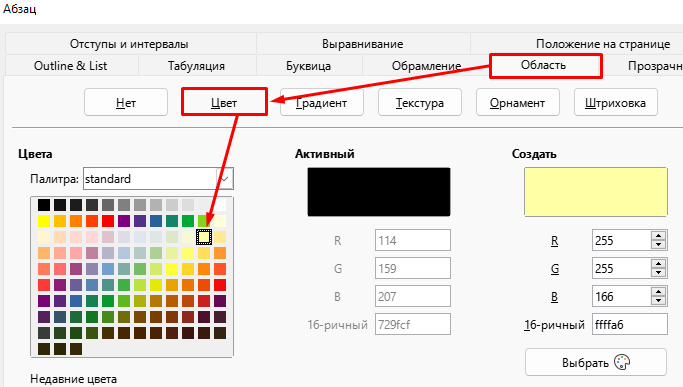 Абзац
Отступы и интервалы Выравнивание Положение на странице
Outline & List Табуляция Буквица Обрамление Область Прозрачн
Нет Цвет Градиент Текстура Орнамент Штриховка
Цвета Активный Создать
Палитра: standard
R 114 R 255
G 159 G 255
B 207 B 166
16-ричный 729fcf 16-ричный ffffa6
Выбрать
Недавние цвета